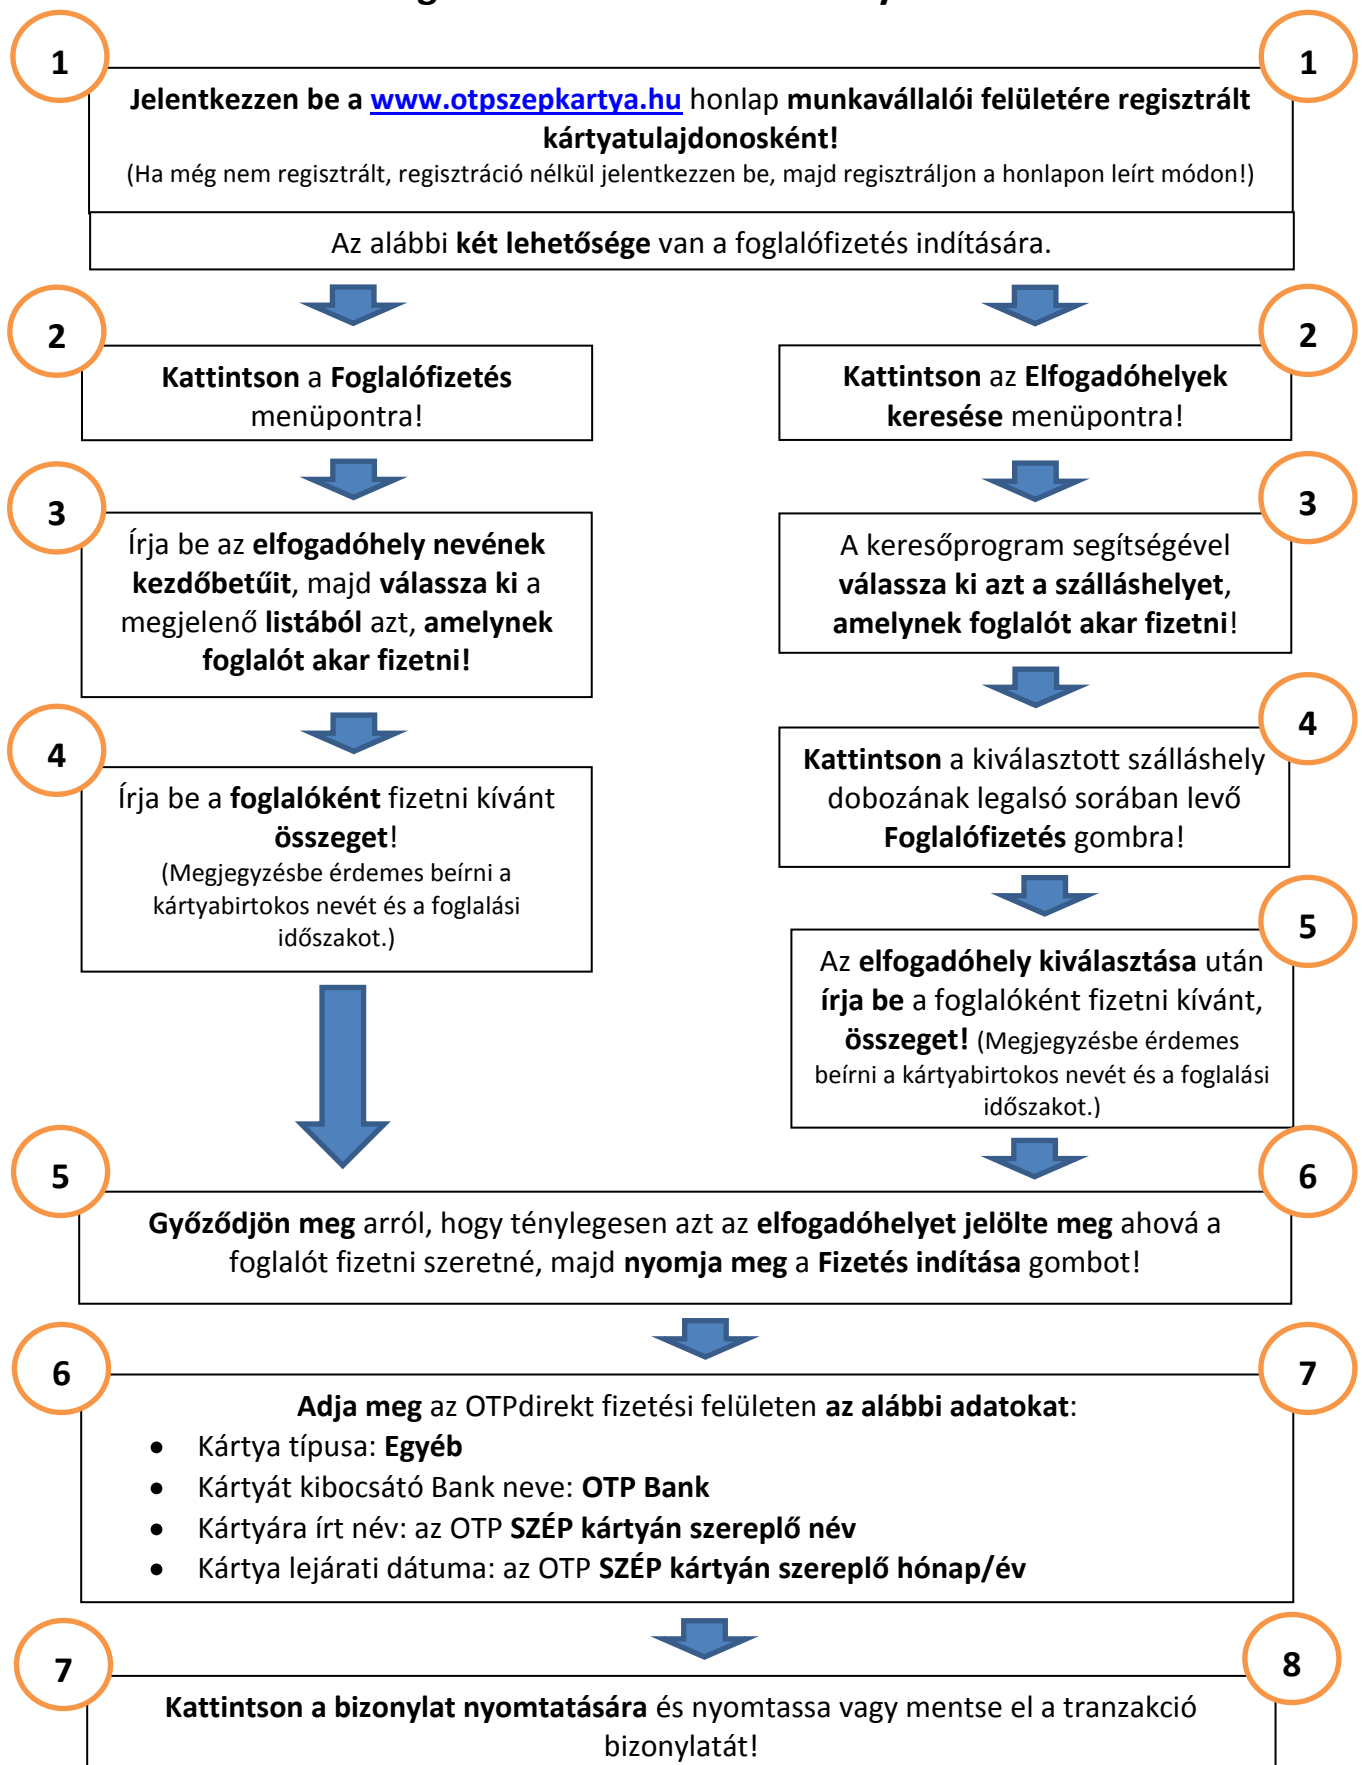 1
1
Jelentkezzen be a www.otpszepkartya.hu honlap munkavállalói felületére regisztrált
kártyatulajdonosként!
(Ha még nem regisztrált, regisztráció nélkül jelentkezzen be, majd regisztráljon a honlapon leírt módon!)
Az alábbi két lehetősége van a foglalófizetés indítására.
2
Kattintson a Foglalófizetés
menüpontra!
3
Írja be az elfogadóhely nevének
kezdőbetűit, majd válassza ki a
megjelenő listából azt, amelynek
foglalót akar fizetni!
4
Írja be a foglalóként fizetni kívánt
összeget!
(Megjegyzésbe érdemes beírni a
kártyabirtokos nevét és a foglalási
időszakot.)
2
Kattintson az Elfogadóhelyek
keresése menüpontra!
3
A keresőprogram segítségével
válassza ki azt a szálláshelyet,
amelynek foglalót akar fizetni!
4
Kattintson a kiválasztott szálláshely
dobozának legalsó sorában levő
Foglalófizetés gombra!
5
Az elfogadóhely kiválasztása után
írja be a foglalóként fizetni kívánt,
összeget! (Megjegyzésbe érdemes
beírni a kártyabirtokos nevét és a foglalási
időszakot.)
5
6
Győződjön meg arról, hogy ténylegesen azt az elfogadóhelyet jelölte meg ahová a
foglalót fizetni szeretné, majd nyomja meg a Fizetés indítása gombot!
6
7
Adja meg az OTPdirekt fizetési felületen az alábbi adatokat:
• Kártya típusa: Egyéb
• Kártyát kibocsátó Bank neve: OTP Bank
• Kártyára írt név: az OTP SZÉP kártyán szereplő név
• Kártya lejárati dátuma: az OTP SZÉP kártyán szereplő hónap/év
7
8
Kattintson a bizonylat nyomtatására és nyomtassa vagy mentse el a tranzakció
bizonylatát!